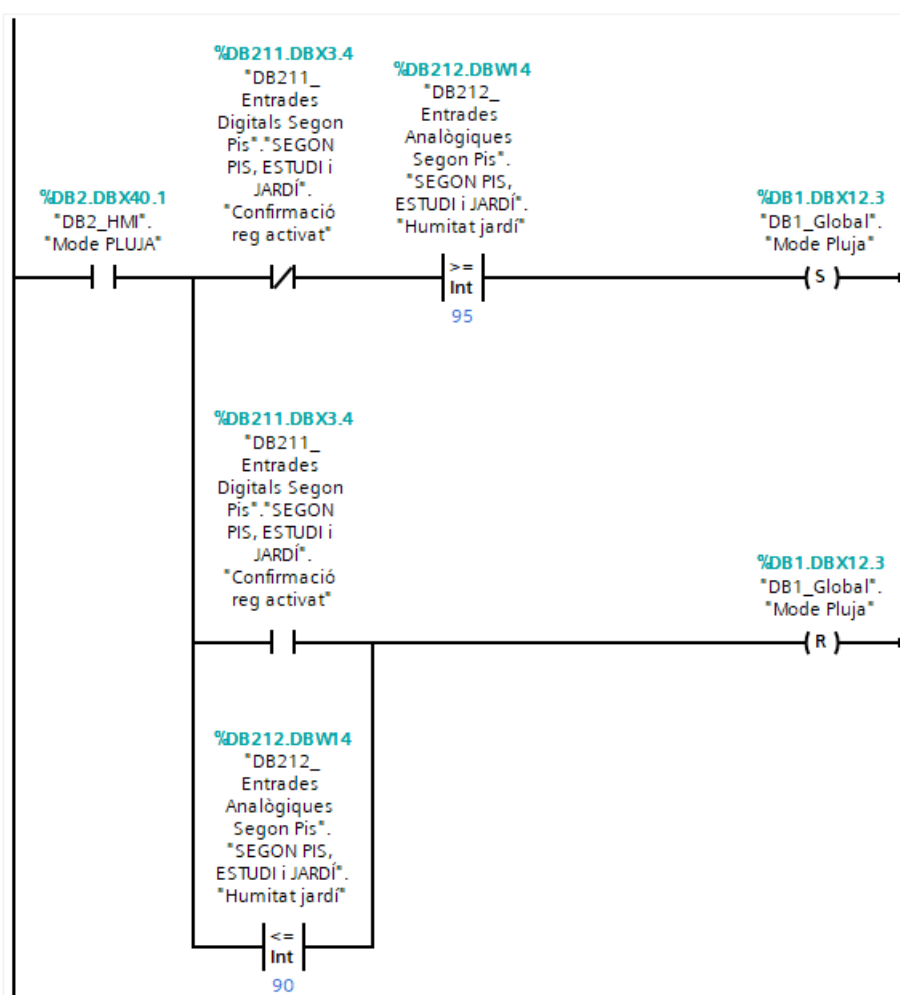 %DB2.DBX40.1
"DB2_HMI".
"Mode PLUJA"
%DB211.DBX3.4
"DB211_
Entrades
Digitals Segon
Pis"."SEGON
PIS, ESTUDI i
JARDÍ".
"Confirmació
reg activat"
%DB212.DBW14
"DB212_
Entrades
Analògiques
Segon Pis".
"SEGON PIS,
ESTUDI i JARDÍ".
"Humitat jardí"
>=
Int
95
%DB1.DBX12.3
"DB1_Global".
"Mode Pluja"
S
%DB211.DBX3.4
"DB211_
Entrades
Digitals Segon
Pis"."SEGON
PIS, ESTUDI i
JARDÍ".
"Confirmació
reg activat"
%DB1.DBX12.3
"DB1_Global".
"Mode Pluja"
R
%DB212.DBW14
"DB212_
Entrades
Analògiques
Segon Pis".
"SEGON PIS,
ESTUDI i JARDÍ".
"Humitat jardí"
<=
Int
90